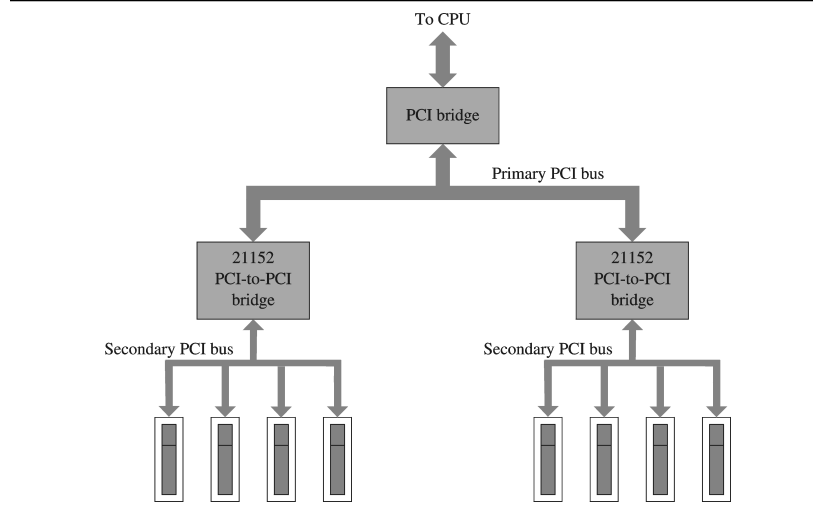 To CPU
PCI bridge
Primary PCI bus
21152
PCI-to-PCI
bridge
21152
PCI-to-PCI
bridge
Secondary PCI bus
Secondary PCI bus